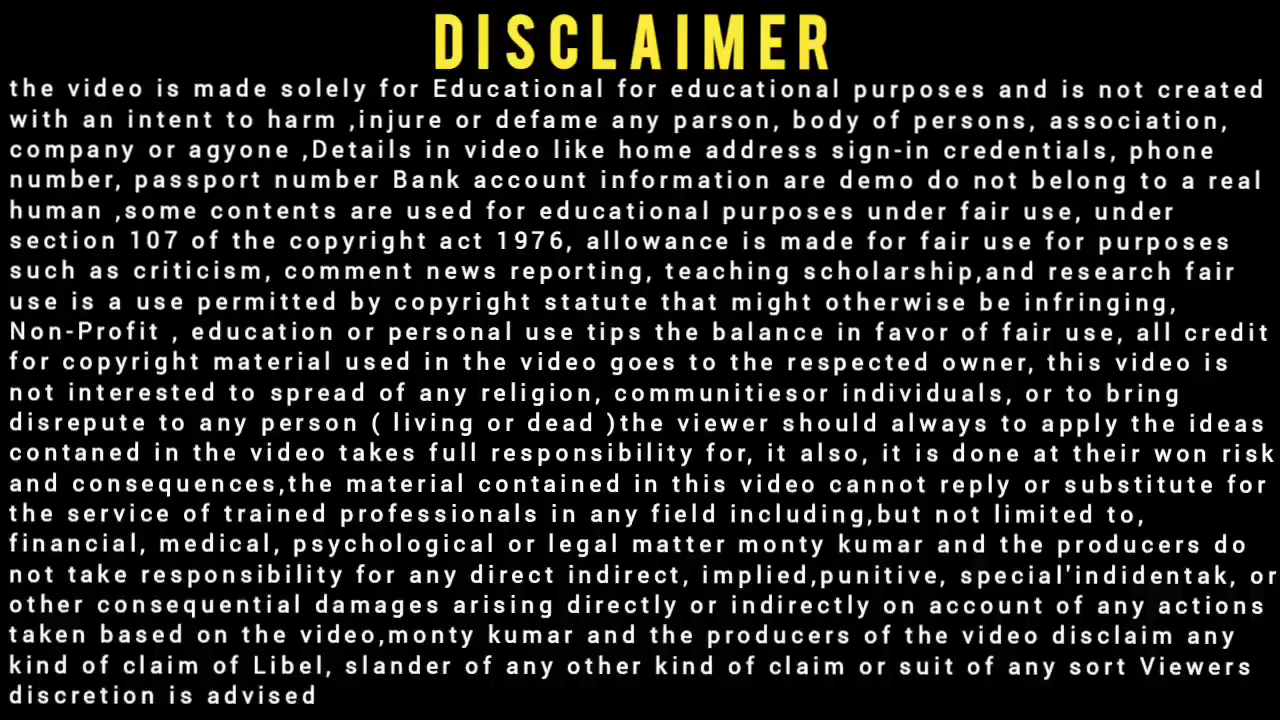 DISCLAIMER
the video is made solely for Educational for educational purposes and is not created
with an intent to harm ,injure or defame any parson, body of persons, association,
company or agyone ,Details in video like home address sign-in credentials, phone
number, passport number Bank account information are demo do not belong to a real
human ,some contents are used for educational purposes under fair use, under
section 107 of the copyright act 1976, allowance is made for fair use for purposes
such as criticism, comment news reporting, teaching scholarship,and research fair
use is a use permitted by copyright statute that might otherwise be infringing,
Non-Profit , education or personal use tips the balance in favor of fair use, all credit
for copyright material used in the video goes to the respected owner, this video is
not interested to spread of any religion, communitiesor individuals, or to bring
disrepute to any person ( living or dead )the viewer should always to apply the ideas
contaned in the video takes full responsibility for, it also, it is done at their won risk
and consequences,the material contained in this video cannot reply or substitute for
the service of trained professionals in any field including,but not limited to,
financial, medical, psychological or legal matter monty kumar and the producers do
not take responsibility for any direct indirect, implied,punitive, special'indidentak, or
other consequential damages arising directly or indirectly on account of any actions
taken based on the video,monty kumar and the producers of the video disclaim any
kind of claim of Libel, slander of any other kind of claim or suit of any sort Viewers
discretion is advised